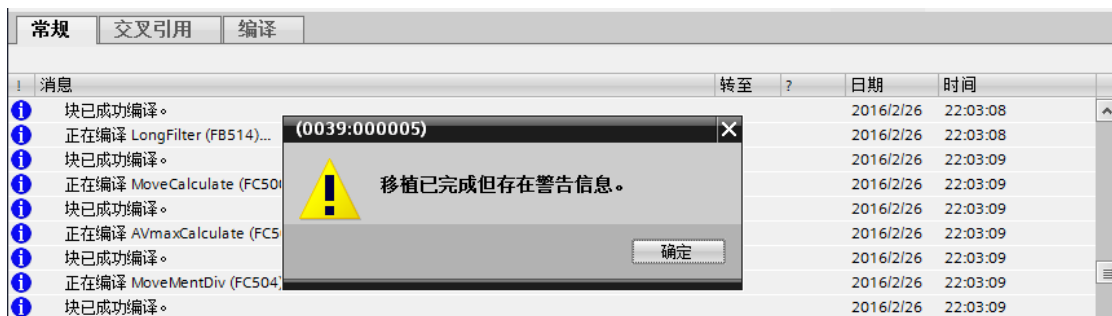 常规 交叉引用 编译
! 消息 转至 ? 日期 时间
块已成功编译。 2016/2/26 22:03:08
正在编译 LongFilter (FB514)... 2016/2/26 22:03:08
块已成功编译。 2016/2/26 22:03:09
正在编译 MoveCalculate 2016/2/26 22:03:09
块已成功编译。 2016/2/26 22:03:09
正在编译 AVmaxCalculate 2016/2/26 22:03:09
块已成功编译。 2016/2/26 22:03:09
正在编译 MoveMentDiv (FC504) 2016/2/26 22:03:09
块已成功编译。 2016/2/26 22:03:09
(0039:000005)
移植已完成但存在警告信息。
确定